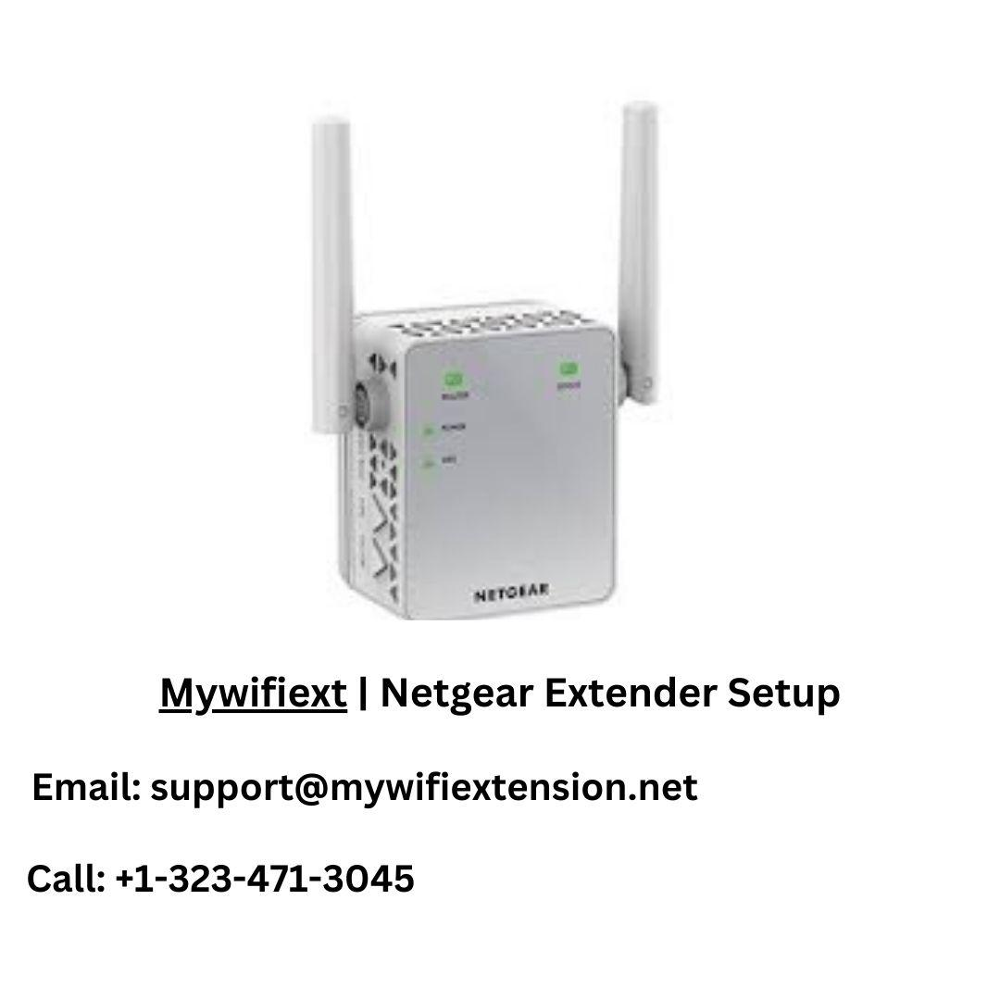 NETGEAR
Mywifiext | Netgear Extender Setup
Email: support@mywifiextension.net
Call: +1-323-471-3045